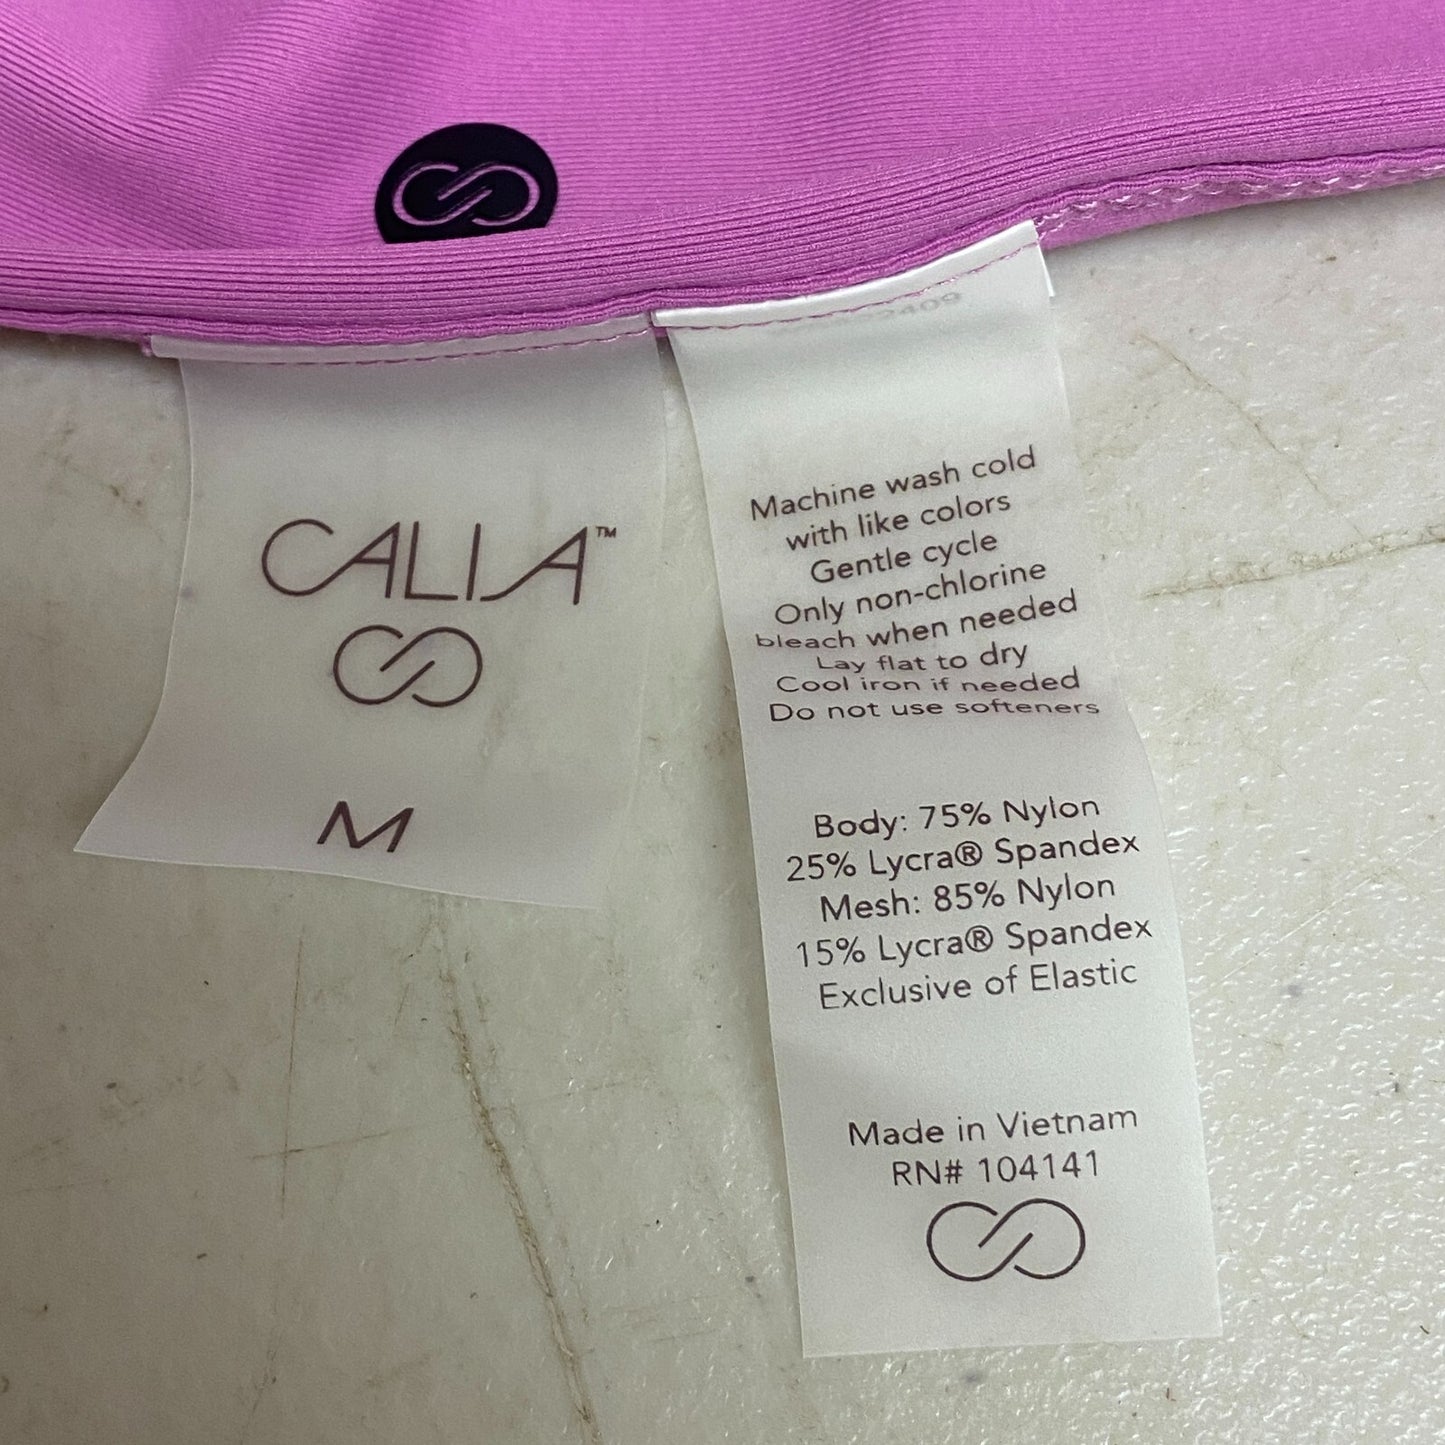 CALIA™
M
Machine wash cold
with like colors
Gentle cycle
Only non-chlorine
bleach when needed
Lay flat to dry
Cool iron if needed
Do not use softeners
Body: 75% Nylon
25% Lycra® Spandex
Mesh: 85% Nylon
15% Lycra® Spandex
Exclusive of Elastic
Made in Vietnam
RN# 104141